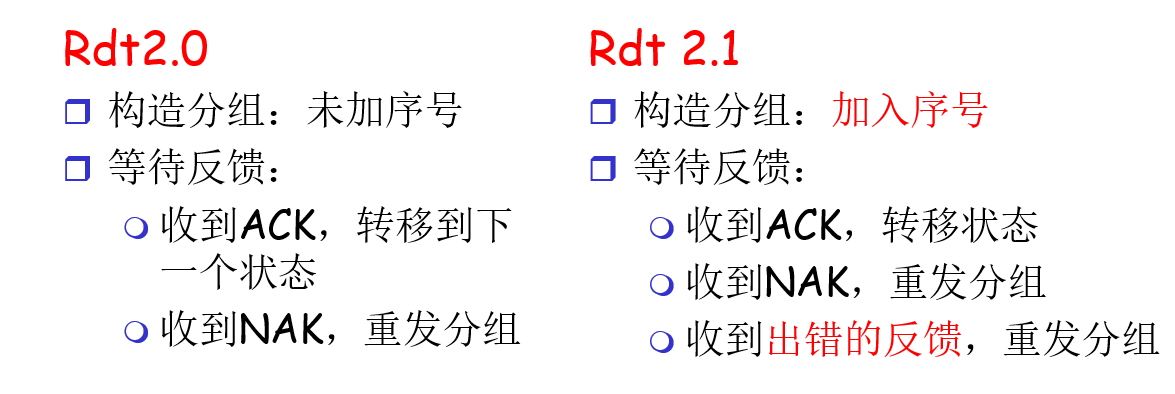 Rdt2.0
构造分组：未加序号
等待反馈：
收到ACK，转移到下
一个状态
收到NAK，重发分组
Rdt 2.1
构造分组：加入序号
等待反馈：
收到ACK，转移状态
收到NAK，重发分组
收到出错的反馈，重发分组